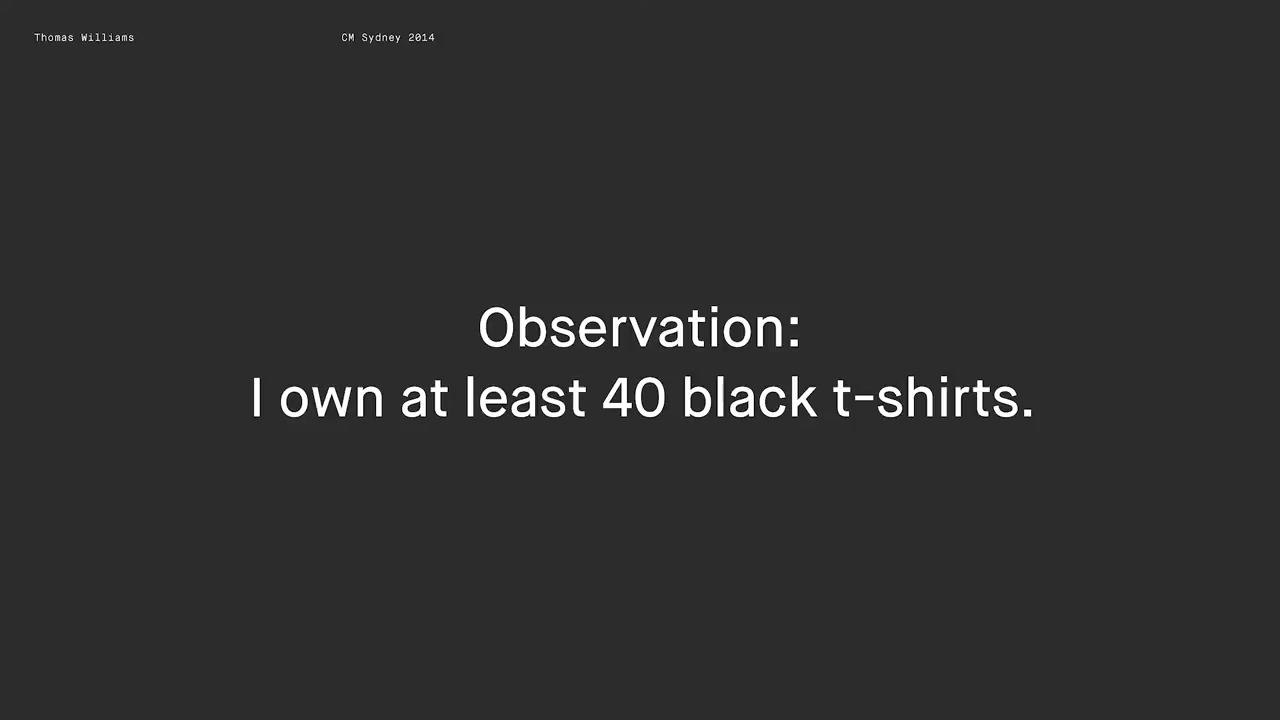 Thomas Williams
CM Sydney 2014
Observation:
I own at least 40 black t-shirts.